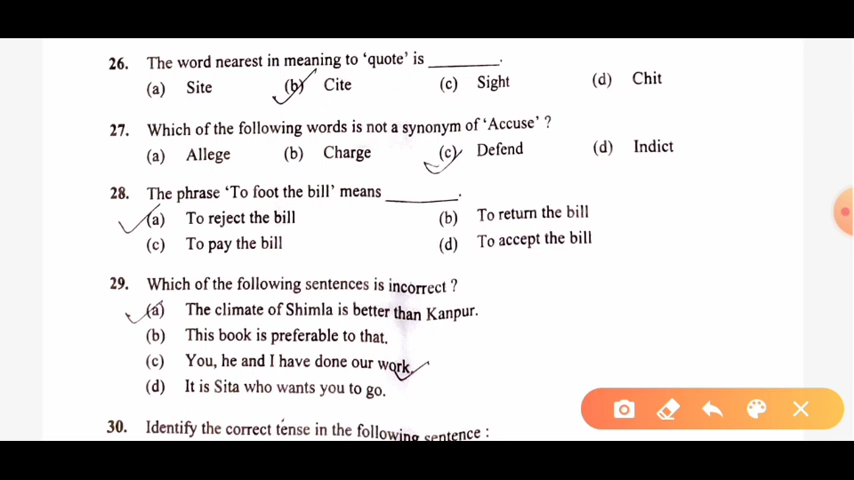 26. The word nearest in meaning to 'quote' is ________.
(a) Site (b) Cite (c) Sight (d) Chit
27. Which of the following words is not a synonym of 'Accuse' ?
(a) Allege (b) Charge (c) Defend (d) Indict
28. The phrase 'To foot the bill' means ________.
(a) To reject the bill (b) To return the bill
(c) To pay the bill (d) To accept the bill
29. Which of the following sentences is incorrect ?
(a) The climate of Shimla is better than Kanpur.
(b) This book is preferable to that.
(c) You, he and I have done our work.
(d) It is Sita who wants you to go.
30. Identify the correct tense in the following sentence :